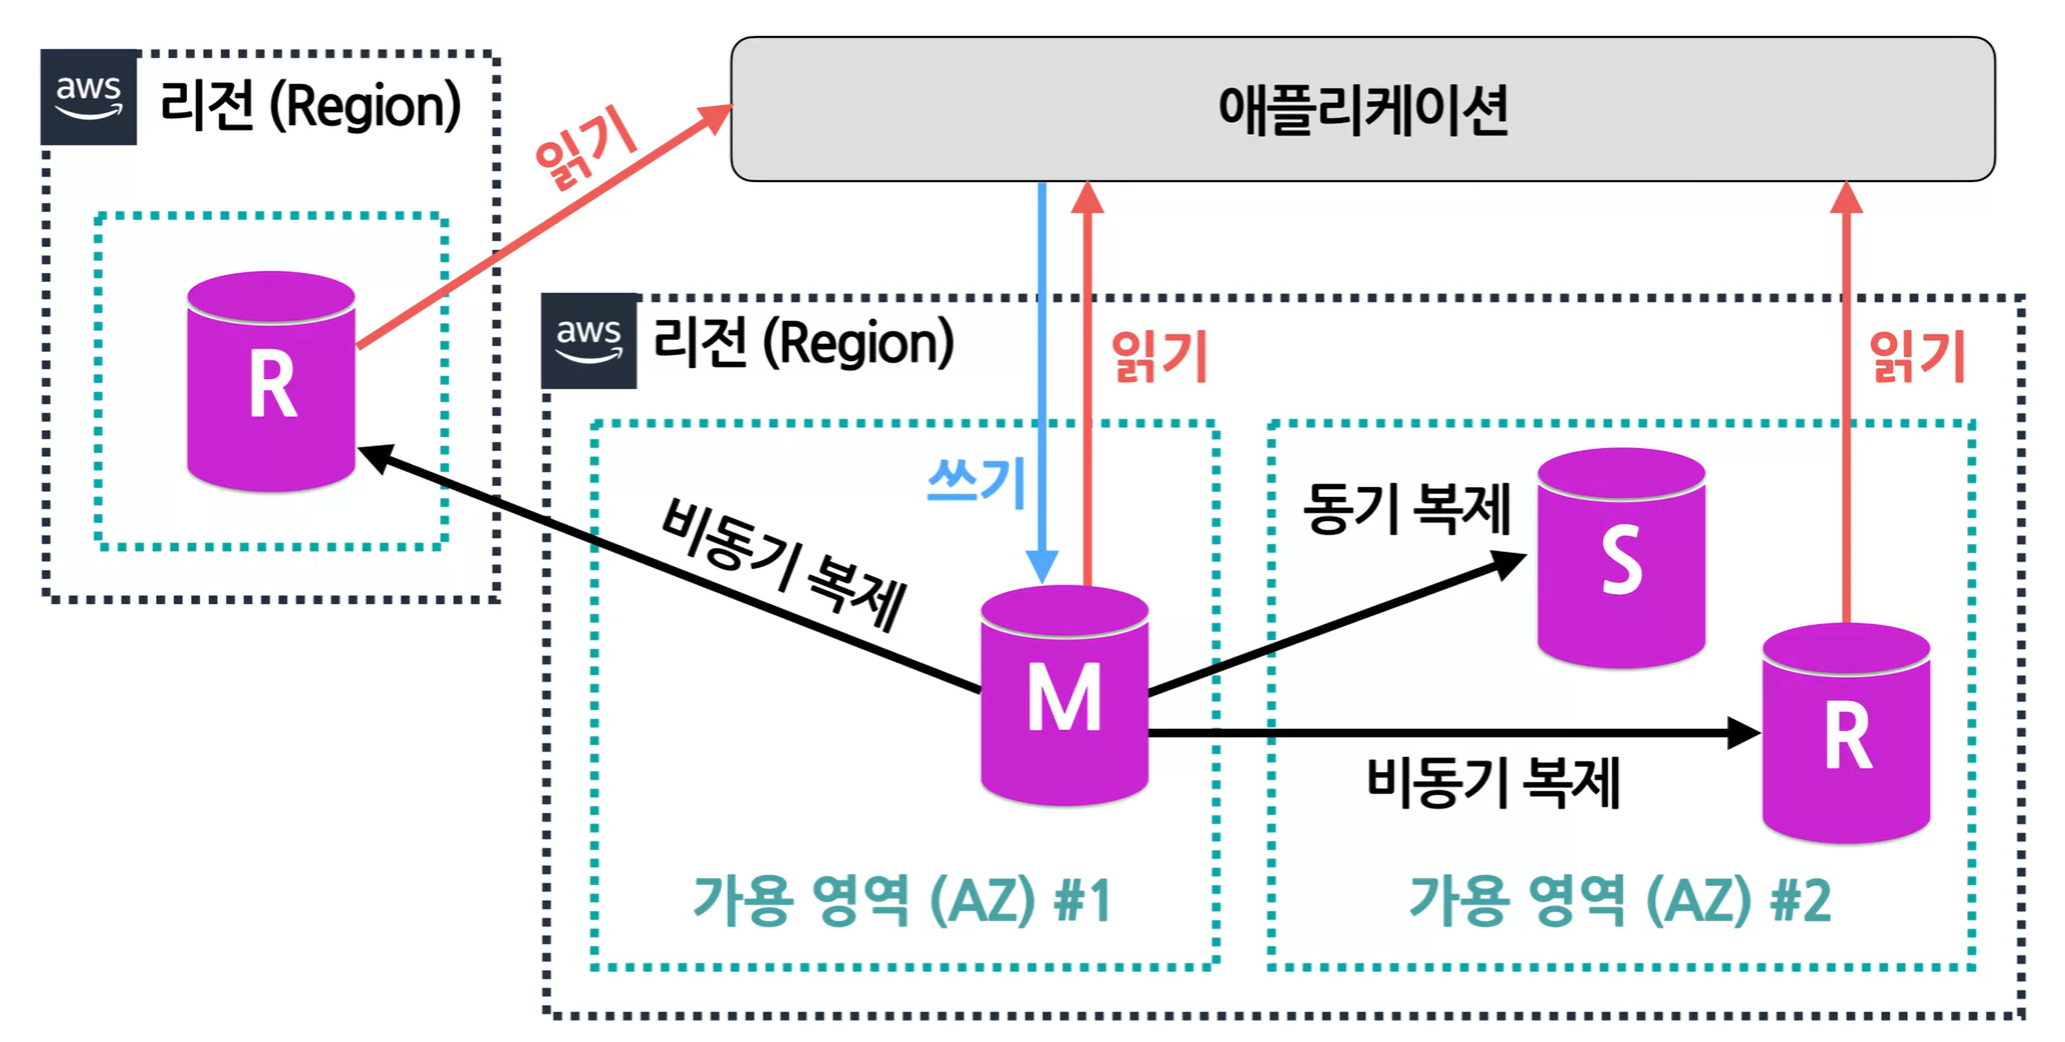 aws
리전 (Region)
애플리케이션
읽기
R
aws
리전 (Region)
읽기
읽기
쓰기
비동기 복제
동기 복제
S
M
R
비동기 복제
가용 영역 (AZ) #1
가용 영역 (AZ) #2